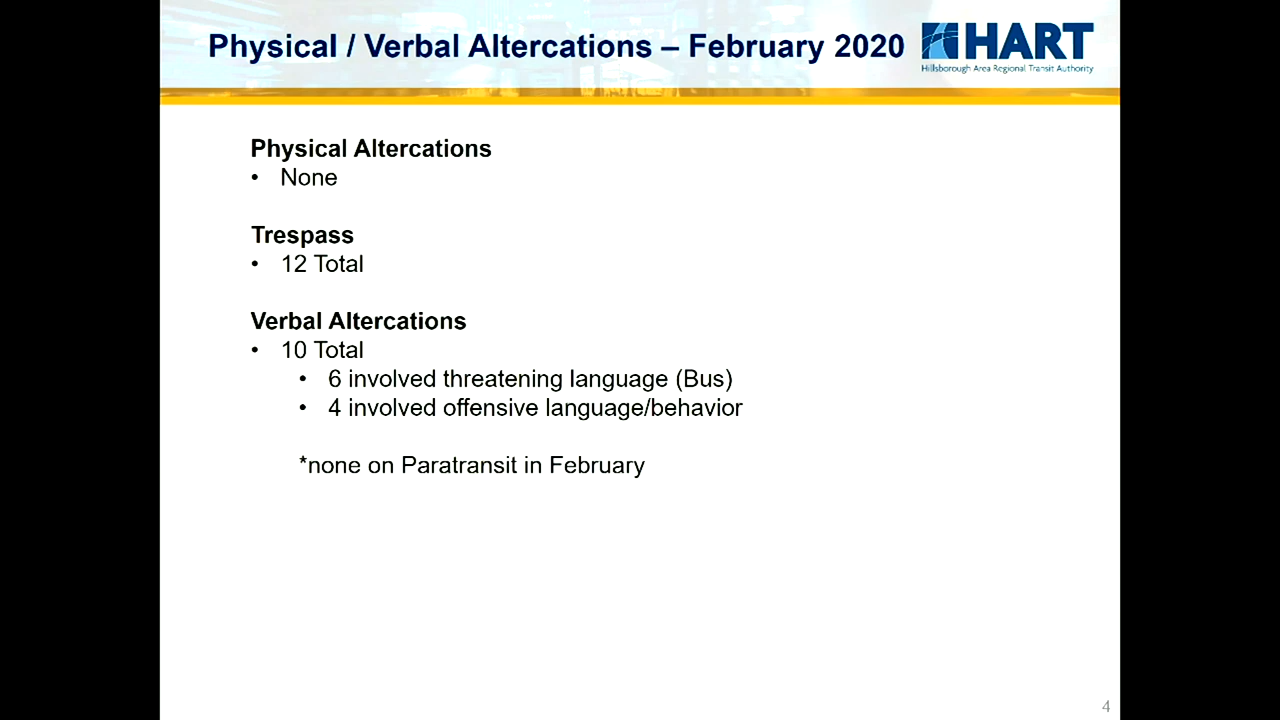 Physical / Verbal Altercations – February 2020
HART
Hillsborough Area Regional Transit Authority
Physical Altercations
• None
Trespass
• 12 Total
Verbal Altercations
• 10 Total
• 6 involved threatening language (Bus)
• 4 involved offensive language/behavior
*none on Paratransit in February
4